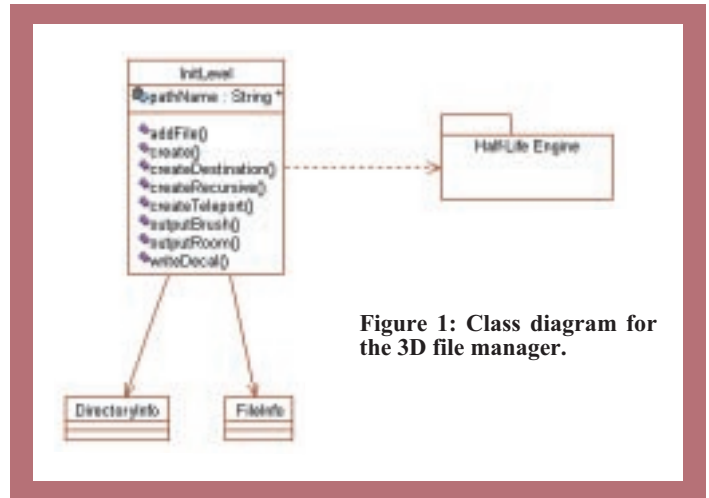 InitLevel
pathName : String *
addFile()
create()
createDestination()
createRecursive()
createTeleport()
outputBrush()
outputRoom()
writeDecal()
Half-Life Engine
Figure 1: Class diagram for
the 3D file manager.
DirectoryInfo
FileInfo